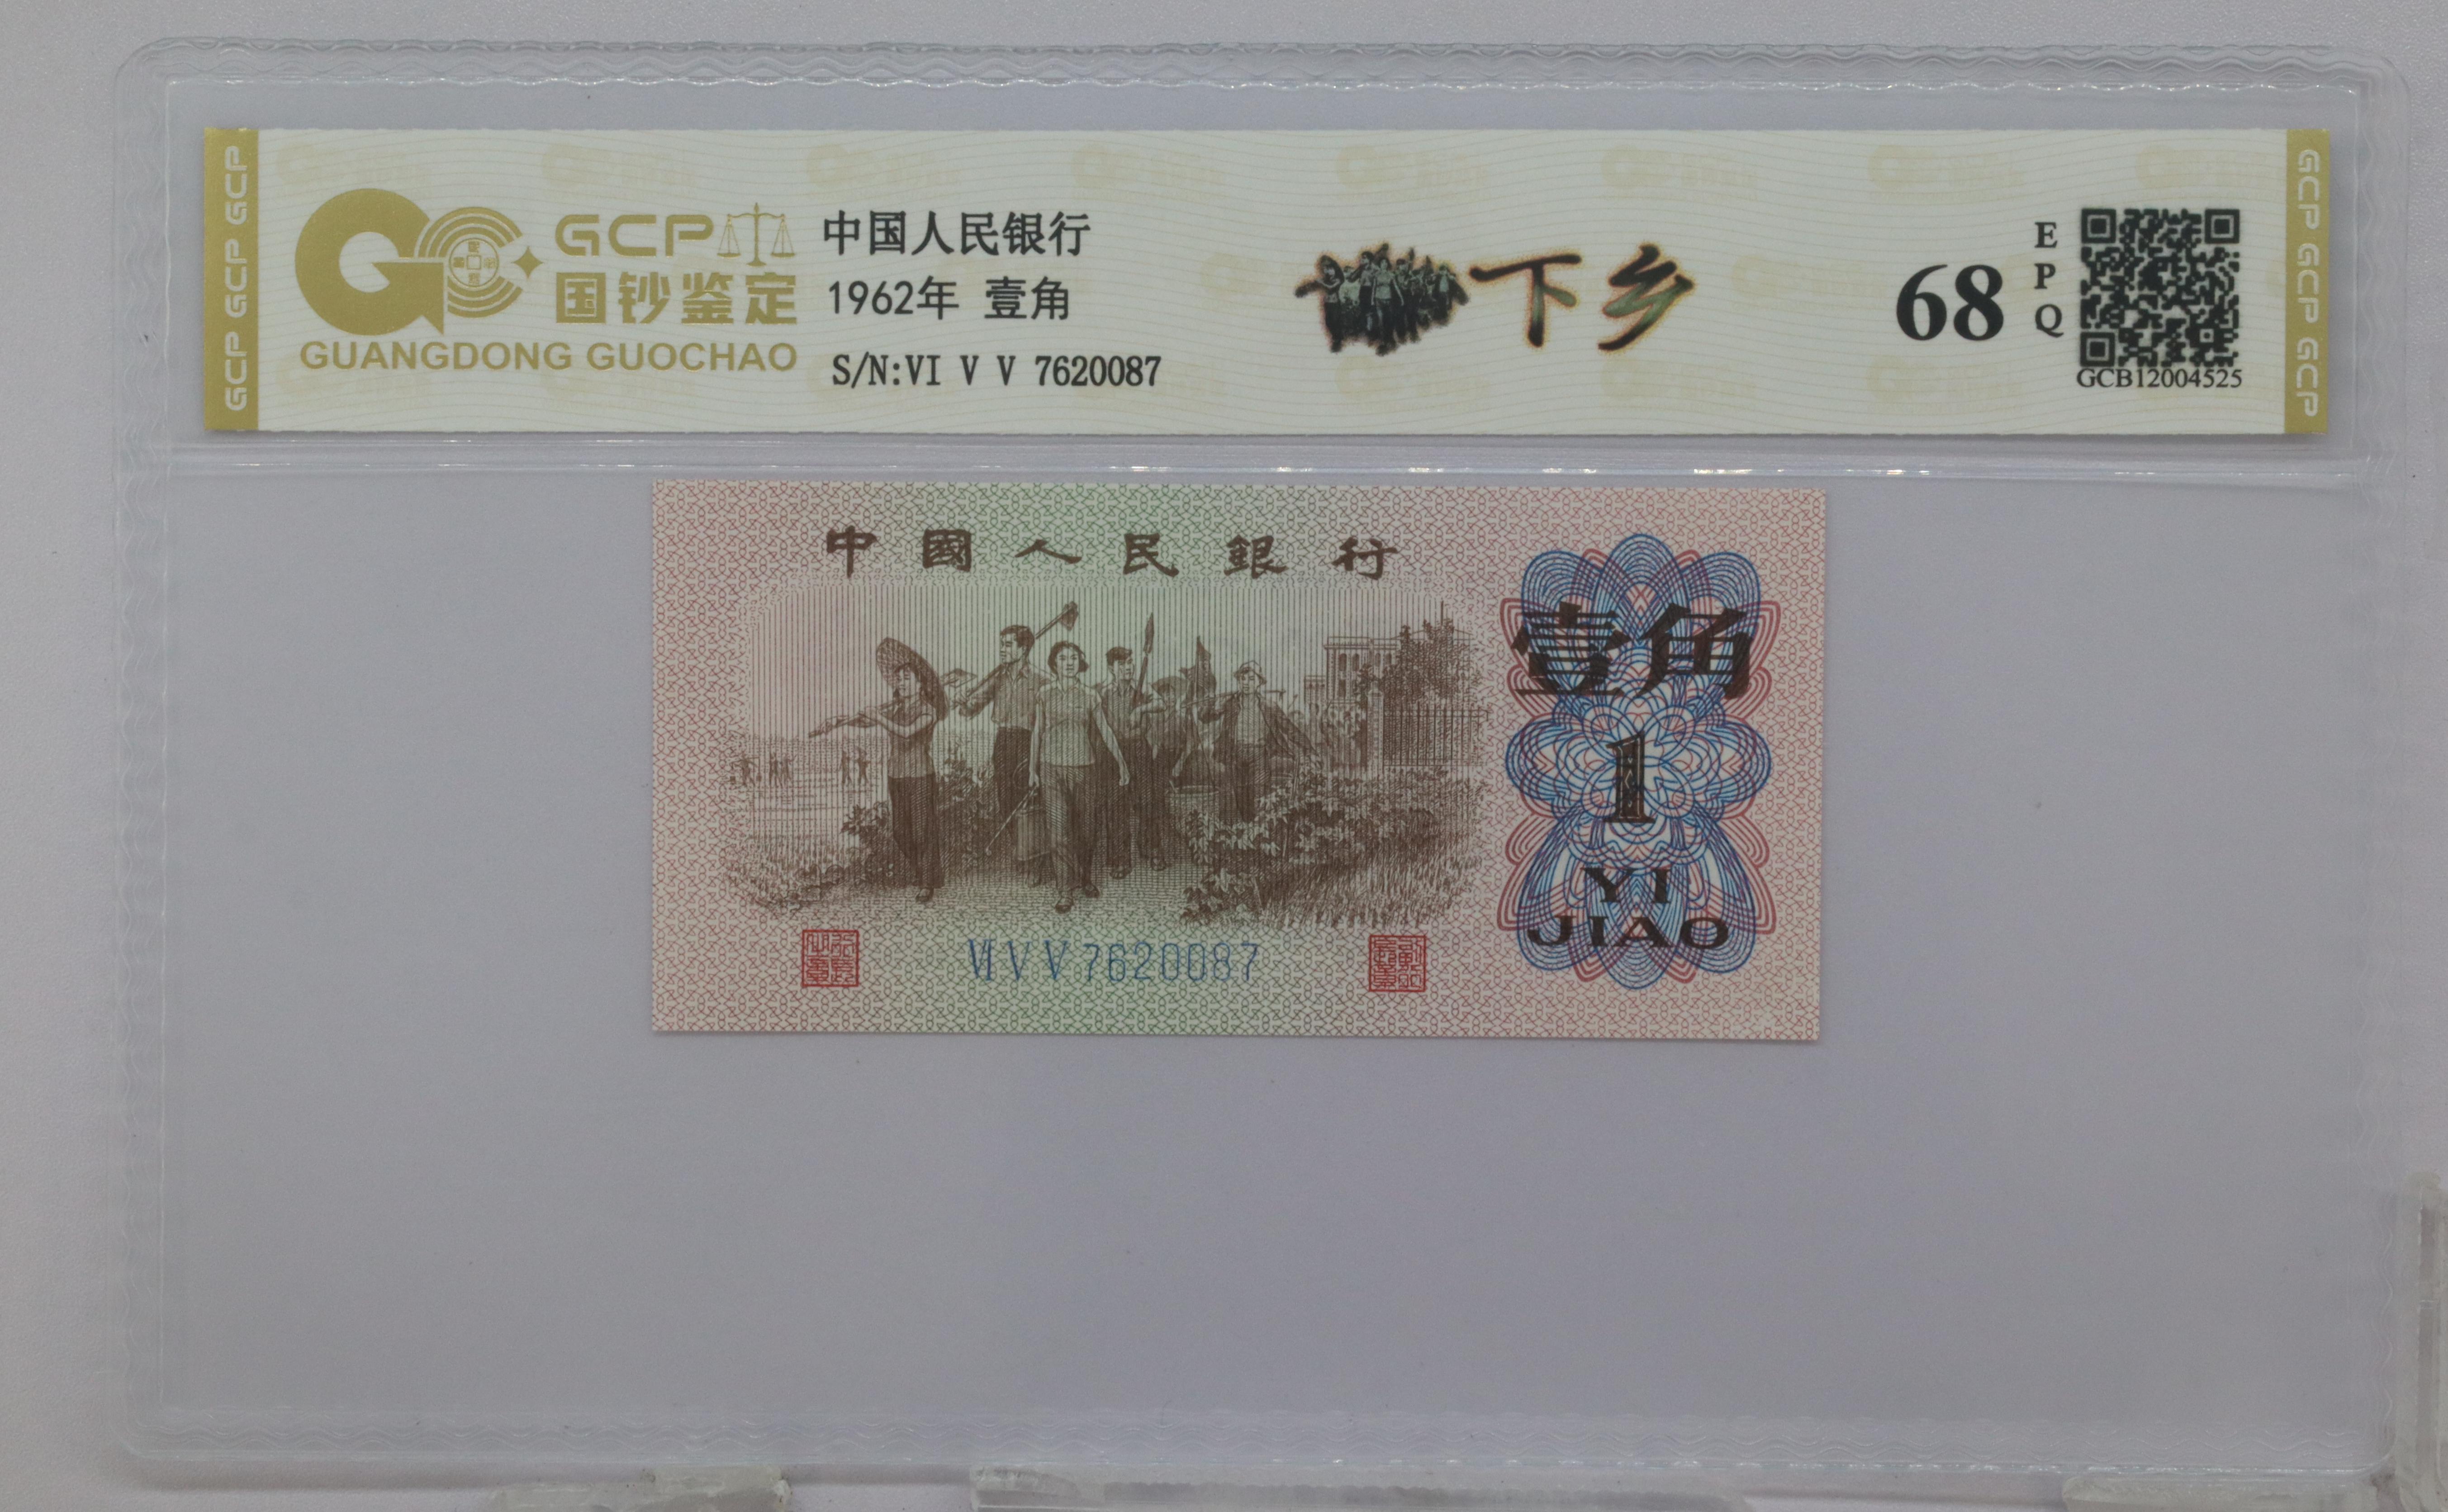 GCP GCP GCP
GCP
国钞鉴定
GUANGDONG GUOCHAO
中国人民银行
1962年 壹角
S/N:VI V V 7620087
下乡
68
E
P
Q
GCB12004525
GCP GCP GCP
中國人民銀行
壹角
1
YI
JIAO
VI V V 7620087